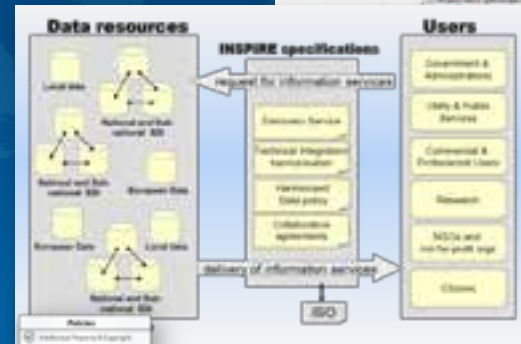 Data resources
Users
INSPIRE specifications
request for information services
Local data
National and Sub-
national SDI
National and Sub-
national SDI
European Data
European Data
Local data
National and Sub-
national SDI
Discovery Service
Technical Integration/
harmonisation
Harmonised
Data policy
Collaborative
agreements
delivery of information services
ISO
Government &
Administrations
Utility & Public
Services
Commercial &
Professional Users
Research
NGOs and
not-for-profit orgs
Citizens
Policies
Intellectual Property & Copyright